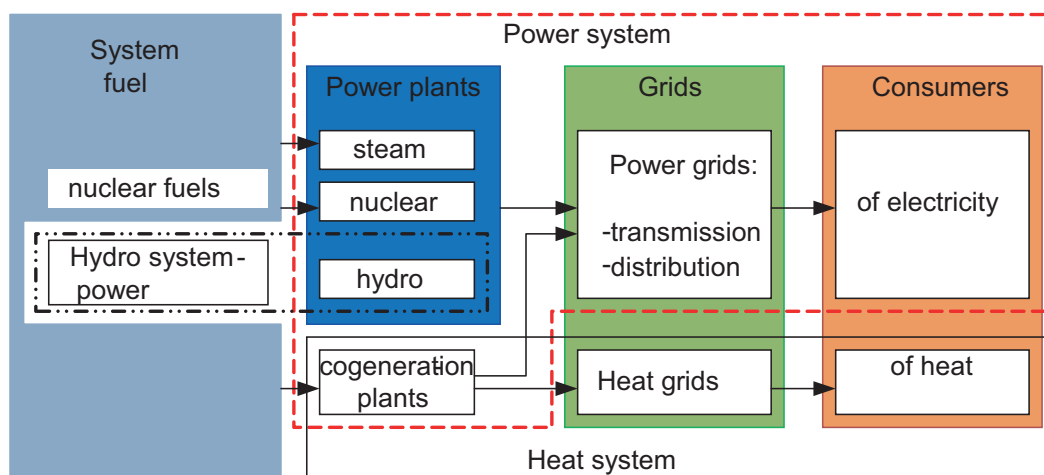 System
fuel
nuclear fuels
Hydro system-
power
Power system
Power plants
steam
nuclear
hydro
cogeneration-
plants
Grids
Power grids:
-transmission
-distribution
Heat grids
Consumers
of electricity
of heat
Heat system